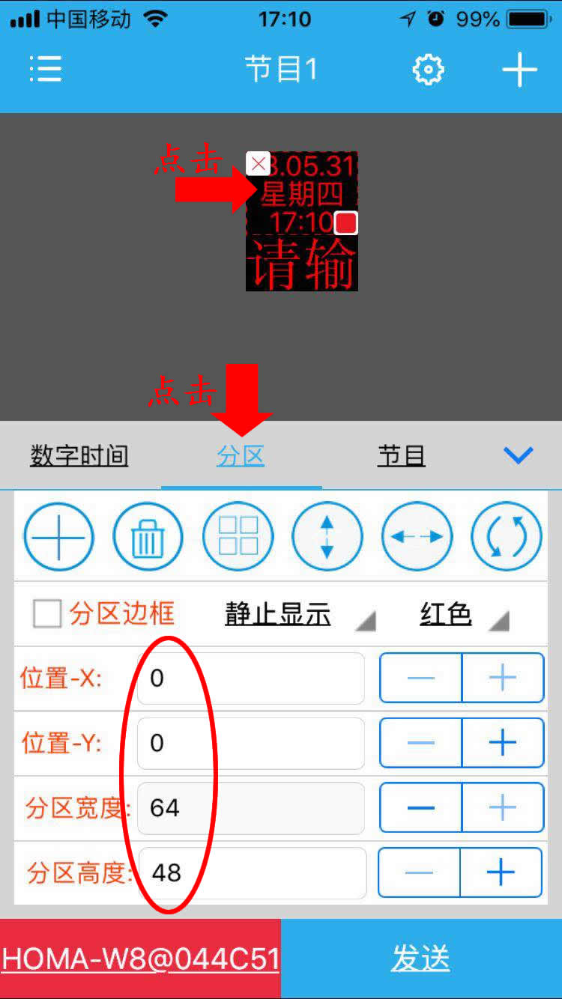 中国移动 17:10 99%
节目1
点击
8.05.31
星期四
17:10
请输
点击
数字时间 分区 节目
分区边框 静止显示 红色
位置-X: 0
位置-Y: 0
分区宽度: 64
分区高度: 48
HOMA-W8@044C51 发送